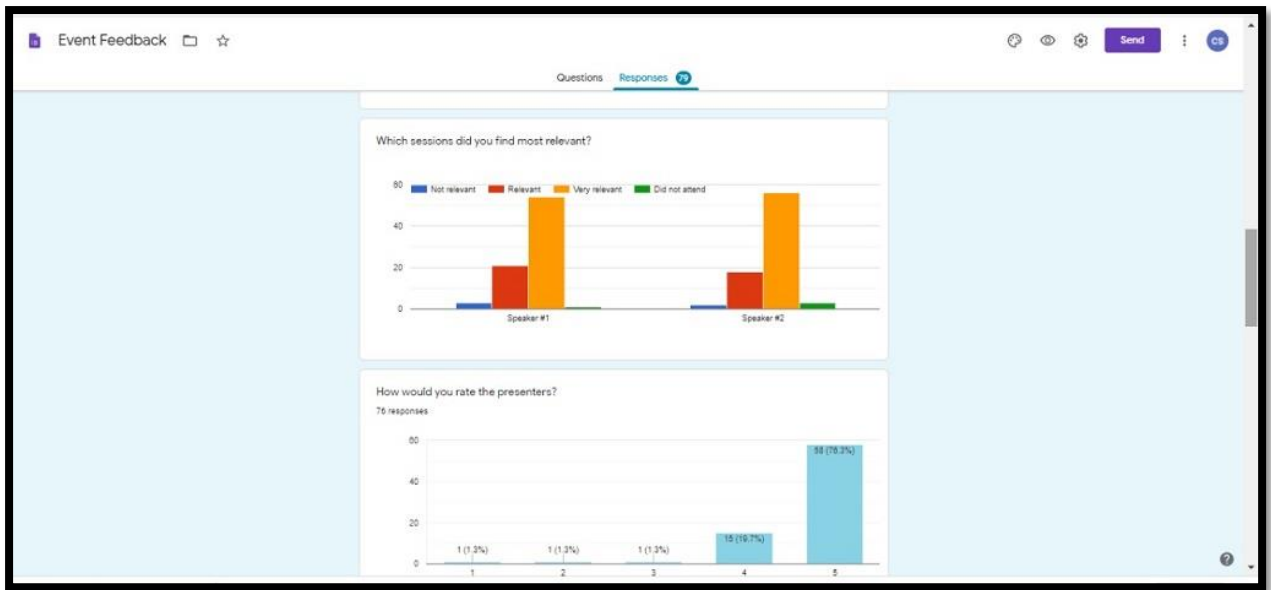 Event Feedback
Send
CS
Questions Responses 79
Which sessions did you find most relevant?
60 Not relevant Relevant Very relevant Did not attend
40
20
0
Speaker #1 Speaker #2
How would you rate the presenters?
76 responses
60
58 (76.3%)
40
20
15 (19.7%)
1 (1.3%) 1 (1.3%) 1 (1.3%)
0
1 2 3 4 5